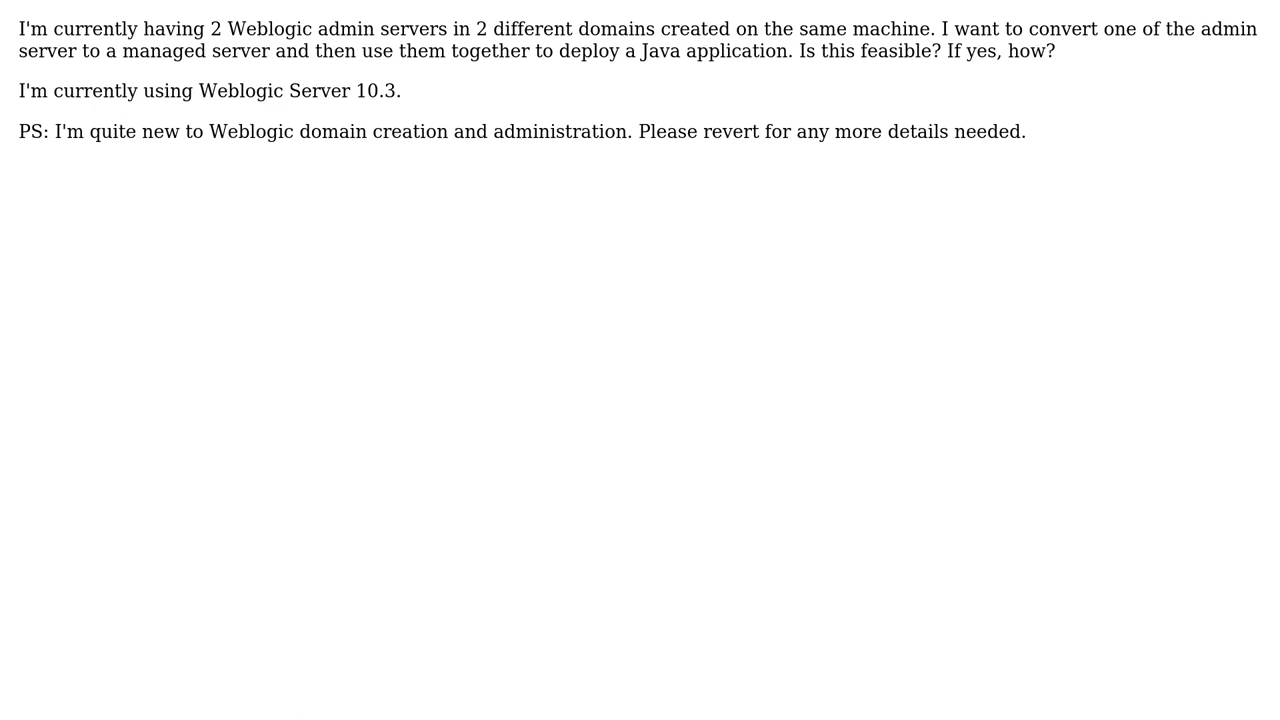 I'm currently having 2 Weblogic admin servers in 2 different domains created on the same machine. I want to convert one of the admin
server to a managed server and then use them together to deploy a Java application. Is this feasible? If yes, how?
I'm currently using Weblogic Server 10.3.
PS: I'm quite new to Weblogic domain creation and administration. Please revert for any more details needed.